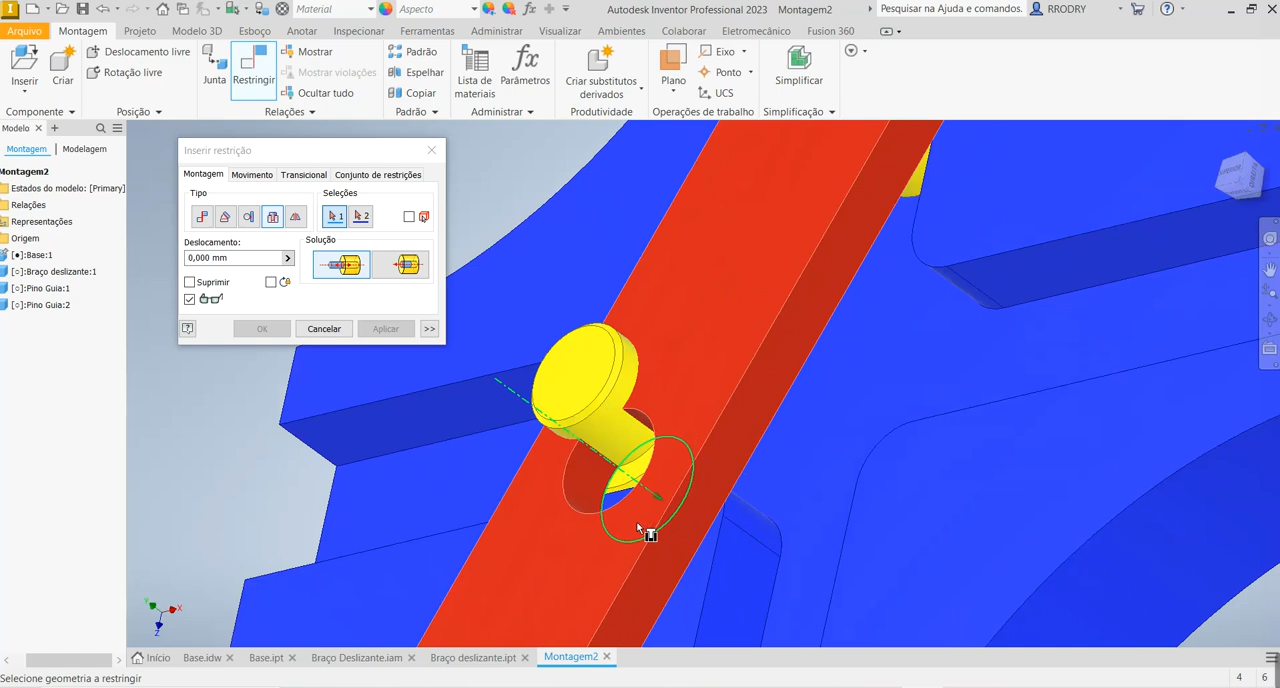 Material
Aspecto
Autodesk Inventor Professional 2023 Montagem2
Pesquisar na Ajuda e comandos.
RRODRY
Arquivo Montagem Projeto Modelo 3D Esboço Anotar Inspecionar Ferramentas Administrar Visualizar Ambientes Colaborar Eletromecânico Fusion 360
Inserir
Criar
Deslocamento livre
Rotação livre
Junta
Restringir
Mostrar
Mostrar violações
Ocultar tudo
Padrão
Espelhar
Copiar
Lista de materiais
Parâmetros
Criar substitutos derivados
Plano
Eixo
Ponto
UCS
Simplificar
Componente Posição Relações Padrão Administrar Produtividade Operações de trabalho Simplificação
Modelo
Montagem Modelagem
Montagem2
Estados do modelo: [Primary]
Relações
Representações
Origem
[●]Base:1
[○]Braço deslizante:1
[○]Pino Guia:1
[○]Pino Guia:2
Inserir restrição
Montagem Movimento Transicional Conjunto de restrições
Tipo
Seleções
1 2
Deslocamento:
Solução
0,000 mm
Suprimir
OK Cancelar Aplicar >>
Y
X
Z
Início Base.idw Base.ipt Braço Deslizante.iam Braço deslizante.ipt Montagem2
Selecione geometria a restringir
4 6